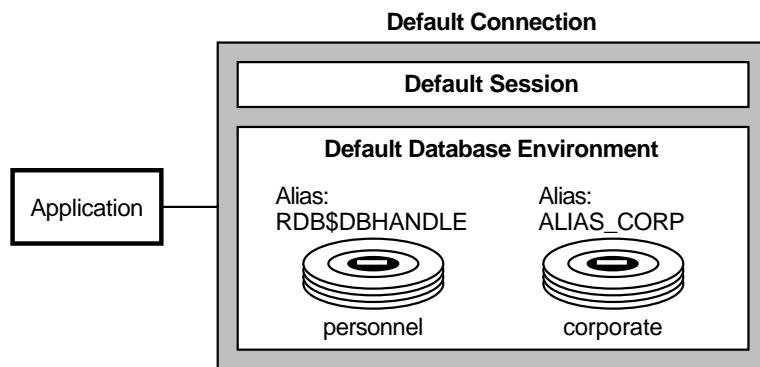 Default Connection
Default Session
Default Database Environment
Application
Alias:
RDB$DBHANDLE
Alias:
ALIAS_CORP
personnel
corporate